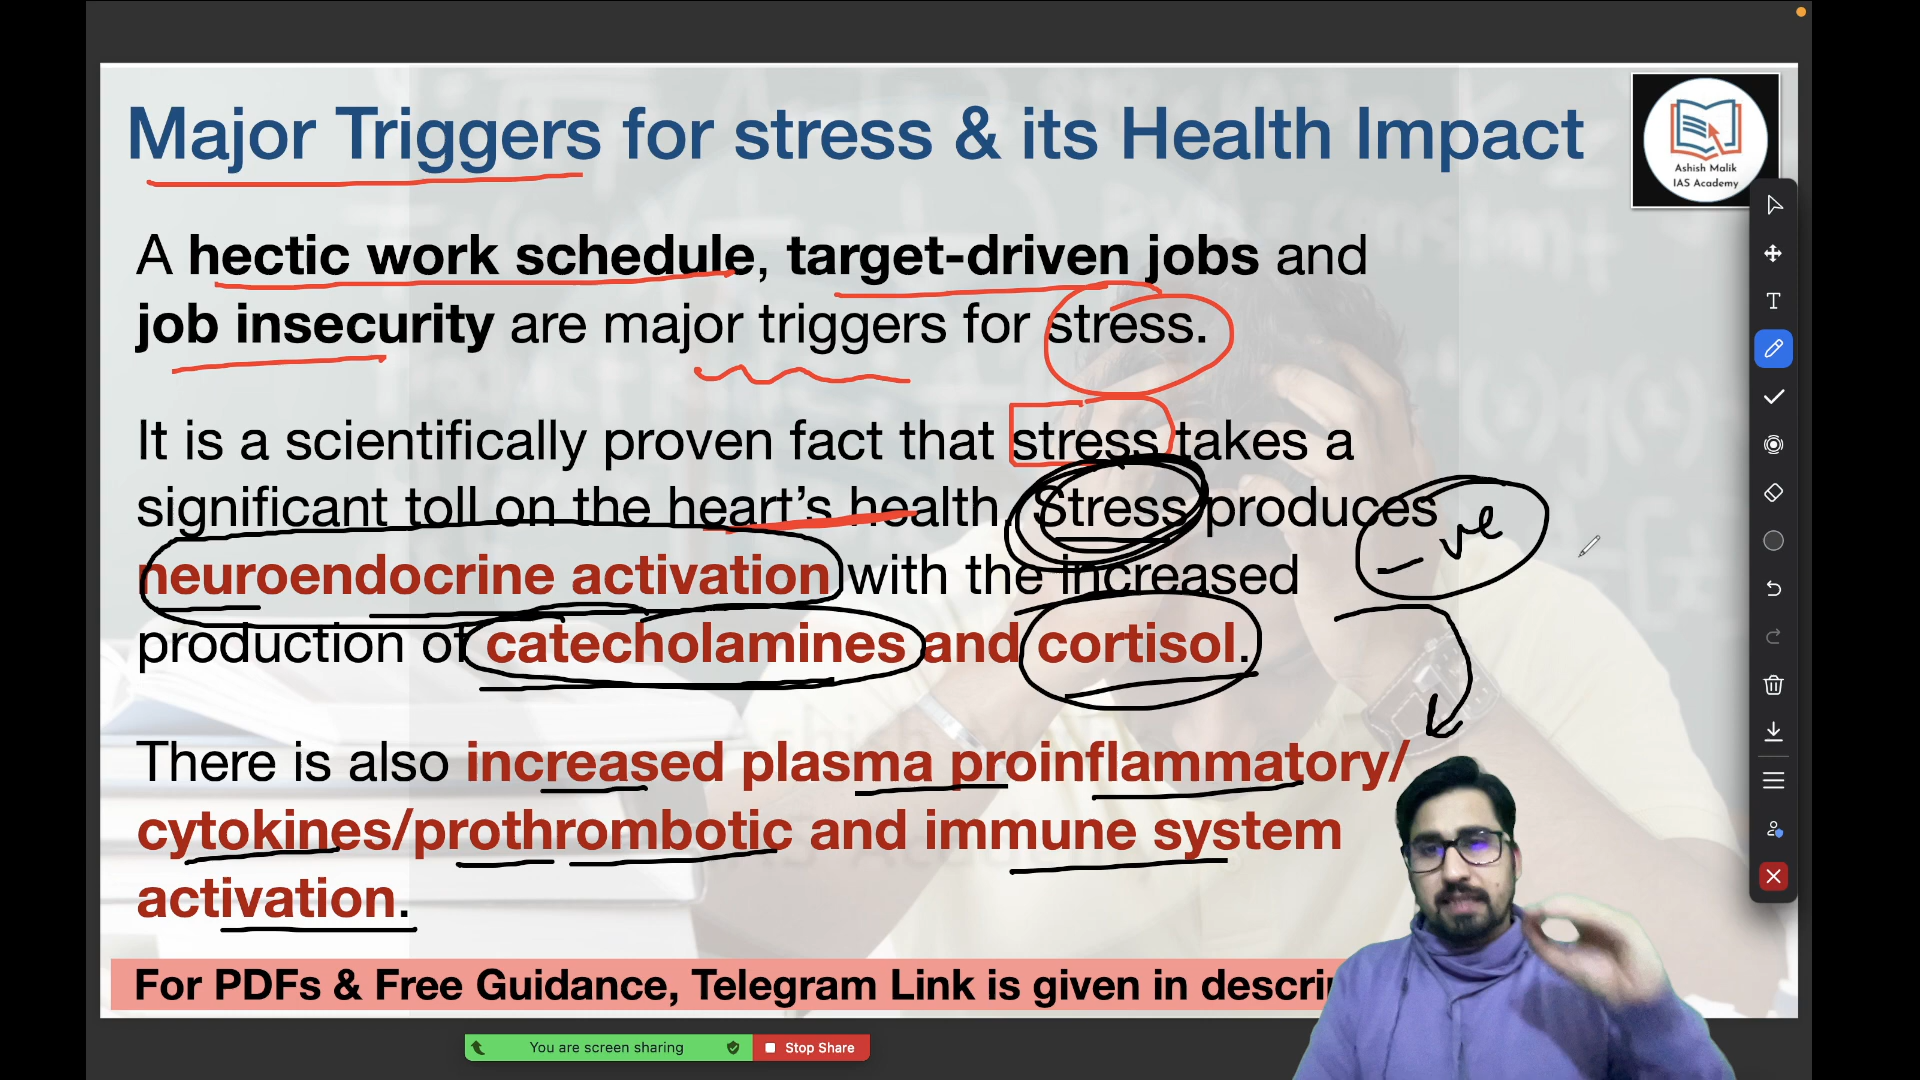 Major Triggers for stress & its Health Impact
Ashish Malik
IAS Academy
A hectic work schedule, target-driven jobs and
job insecurity are major triggers for stress.
It is a scientifically proven fact that stress takes a
significant toll on the heart's health. Stress produces
-ve
neuroendocrine activation with the increased
production of catecholamines and cortisol.
There is also increased plasma proinflammatory/
cytokines/prothrombotic and immune system
activation.
For PDFs & Free Guidance, Telegram Link is given in descrip
You are screen sharing
Stop Share